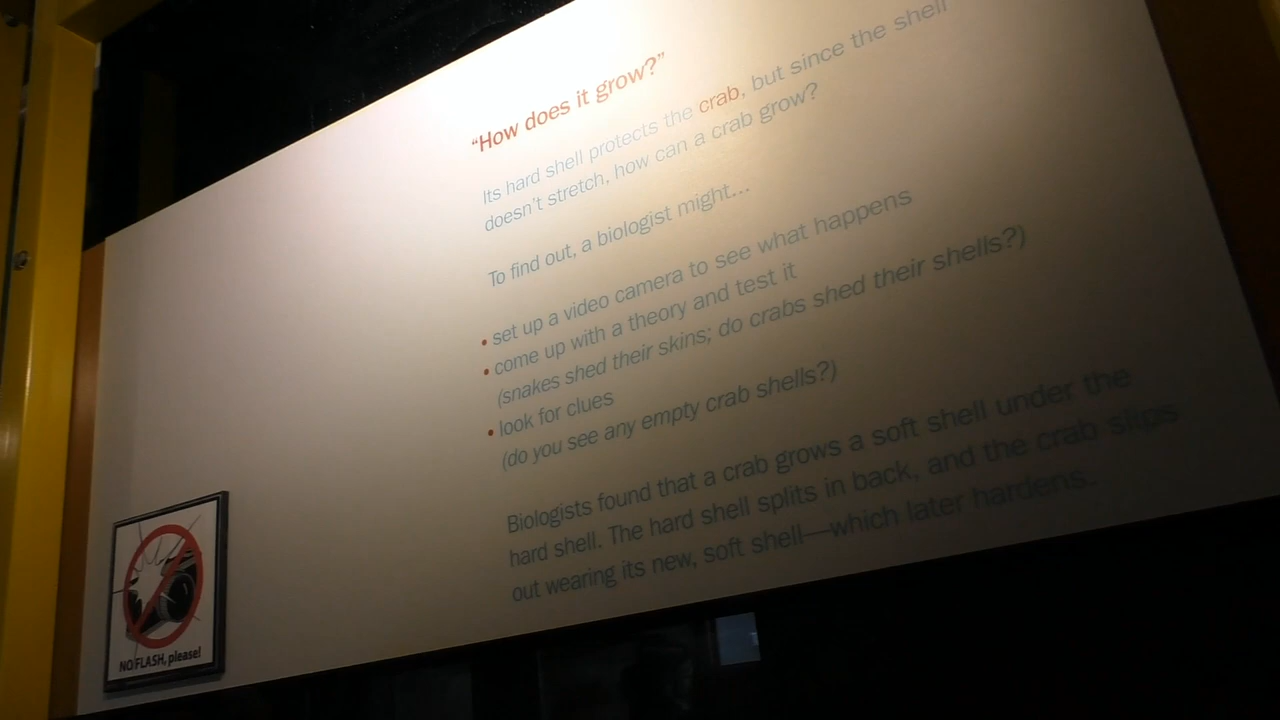 “How does it grow?”
Its hard shell protects the crab, but since the shell
doesn’t stretch, how can a crab grow?
To find out, a biologist might...
• set up a video camera to see what happens
• come up with a theory and test it
(snakes shed their skins; do crabs shed their shells?)
• look for clues
(do you see any empty crab shells?)
Biologists found that a crab grows a soft shell under the
hard shell. The hard shell splits in back, and the crab slips
out wearing its new, soft shell—which later hardens.
NO FLASH, please!